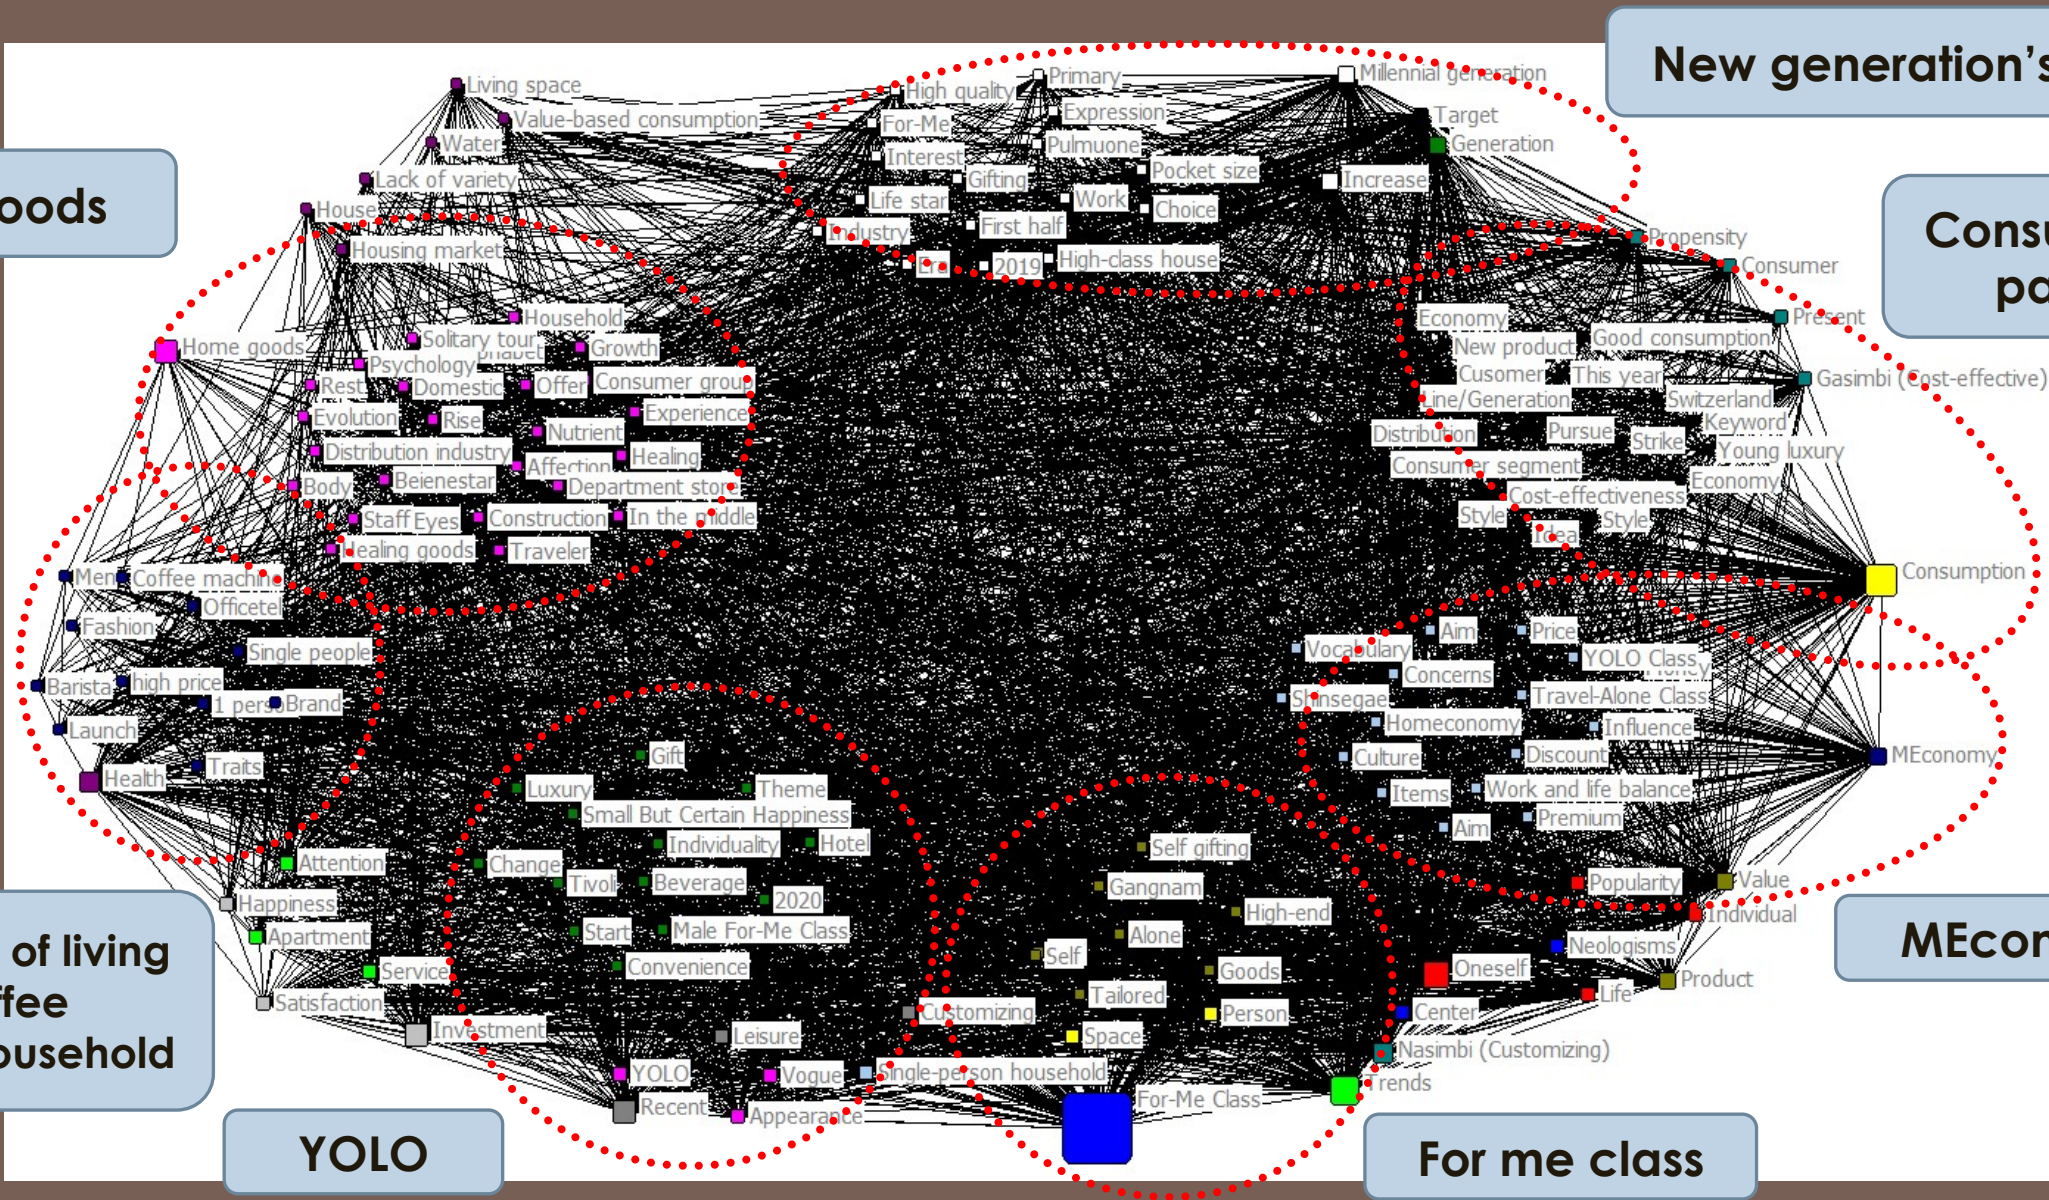 New generation's
Living space
High quality
Primary
Millennial generation
Value-based consumption
For-Me
Expression
Target
Water
Interest
Pulmuone
Generation
Lack of variety
Gifting
Pocket size
Increase
House
Life star
Work
Choice
oods
Housing market
Industry
First half
Era
2019
High-class house
Propensity
Consumer
Consu
pa
Home goods
Household
Solitary tour
Growth
Psychology
Rest
Domestic
Offer
Consumer group
Evolution
Rise
Nutrient
Experience
Distribution industry
Affection
Healing
Body
Beienestar
Department store
Staff
Eyes
Construction
In the middle
Healing goods
Traveler
Economy
Present
New product
Good consumption
Cusomer
This year
Gasimbi (Cost-effective)
Line/Generation
Switzerland
Distribution
Pursue
Keyword
Strike
Young luxury
Consumer segment
Economy
Cost-effectiveness
Style
Style
Idea
Consumption
Men
Coffee machine
Officetel
Fashion
Single people
Barista
high price
1 perso
Brand
Launch
Health
Traits
Vocabulary
Aim
Price
Concerns
YOLO Class
Shinsegae
Travel-Alone Class
Homeconomy
Influence
Culture
Discount
MEconomy
Items
Work and life balance
Aim
Premium
Popularity
Value
Individual
MEcon
Neologisms
Oneself
Product
Life
Center
Nasimbi (Customizing)
Trends
Gift
Luxury
Theme
Small But Certain Happiness
Individuality
Hotel
Change
Tivoli
Beverage
2020
Start
Male For-Me Class
Convenience
Self gifting
Gangnam
High-end
Alone
Self
Goods
Tailored
Customizing
Person
Space
Leisure
Attention
Happiness
Apartment
Service
Satisfaction
Investment
YOLO
Vogue
Single-person household
Recent
Appearance
For-Me Class
of living
ffee
ousehold
YOLO
For me class